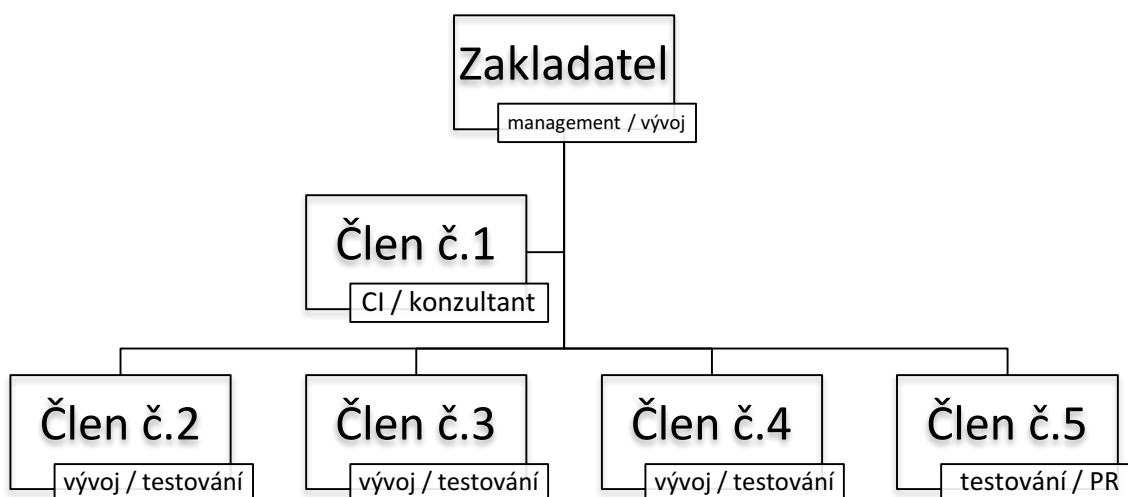 Zakladatel
management / vývoj
Člen č.1
CI / konzultant
Člen č.2
vývoj / testování
Člen č.3
vývoj / testování
Člen č.4
vývoj / testování
Člen č.5
testování / PR